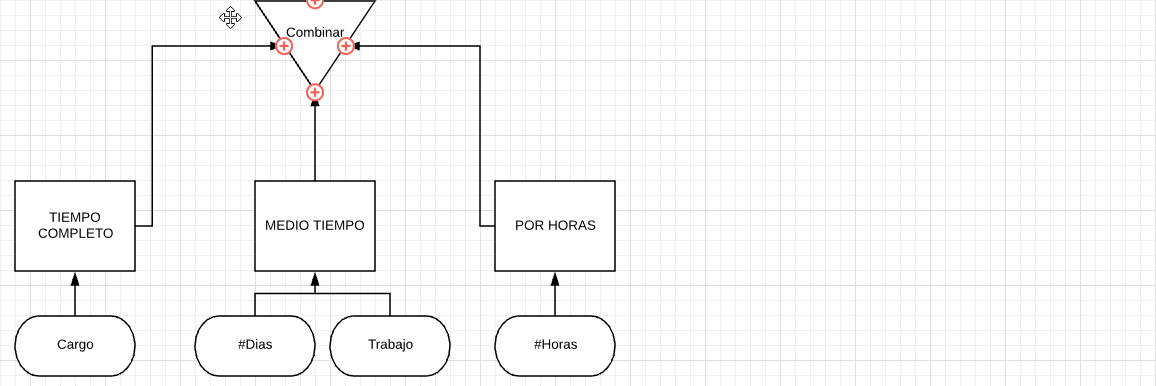 Combinar
TIEMPO
COMPLETO
MEDIO TIEMPO
POR HORAS
Cargo
#Dias
Trabajo
#Horas